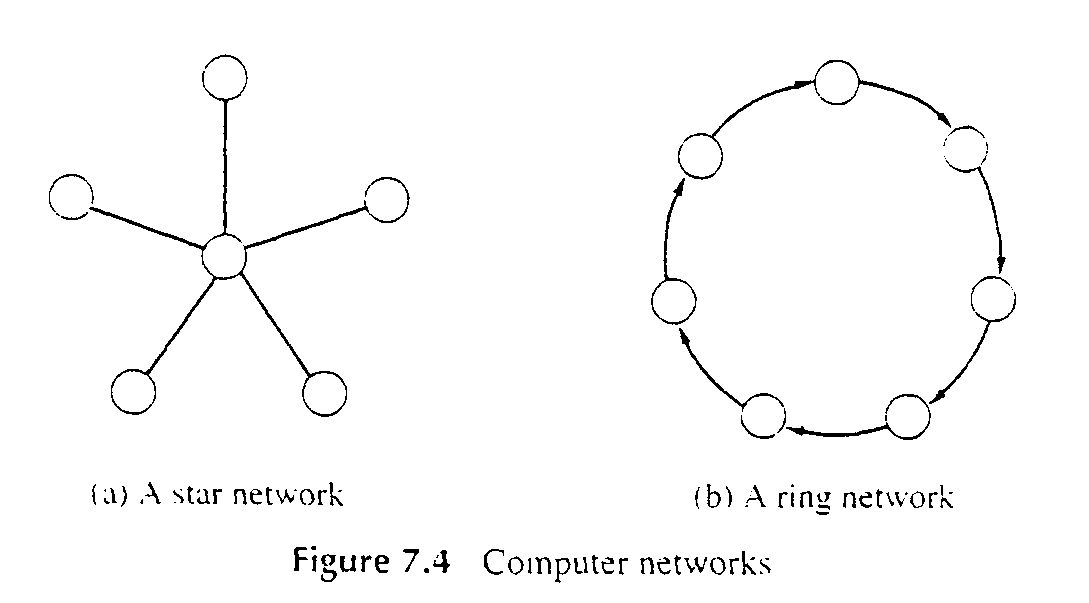 (a) A star network
(b) A ring network
Figure 7.4 Computer networks